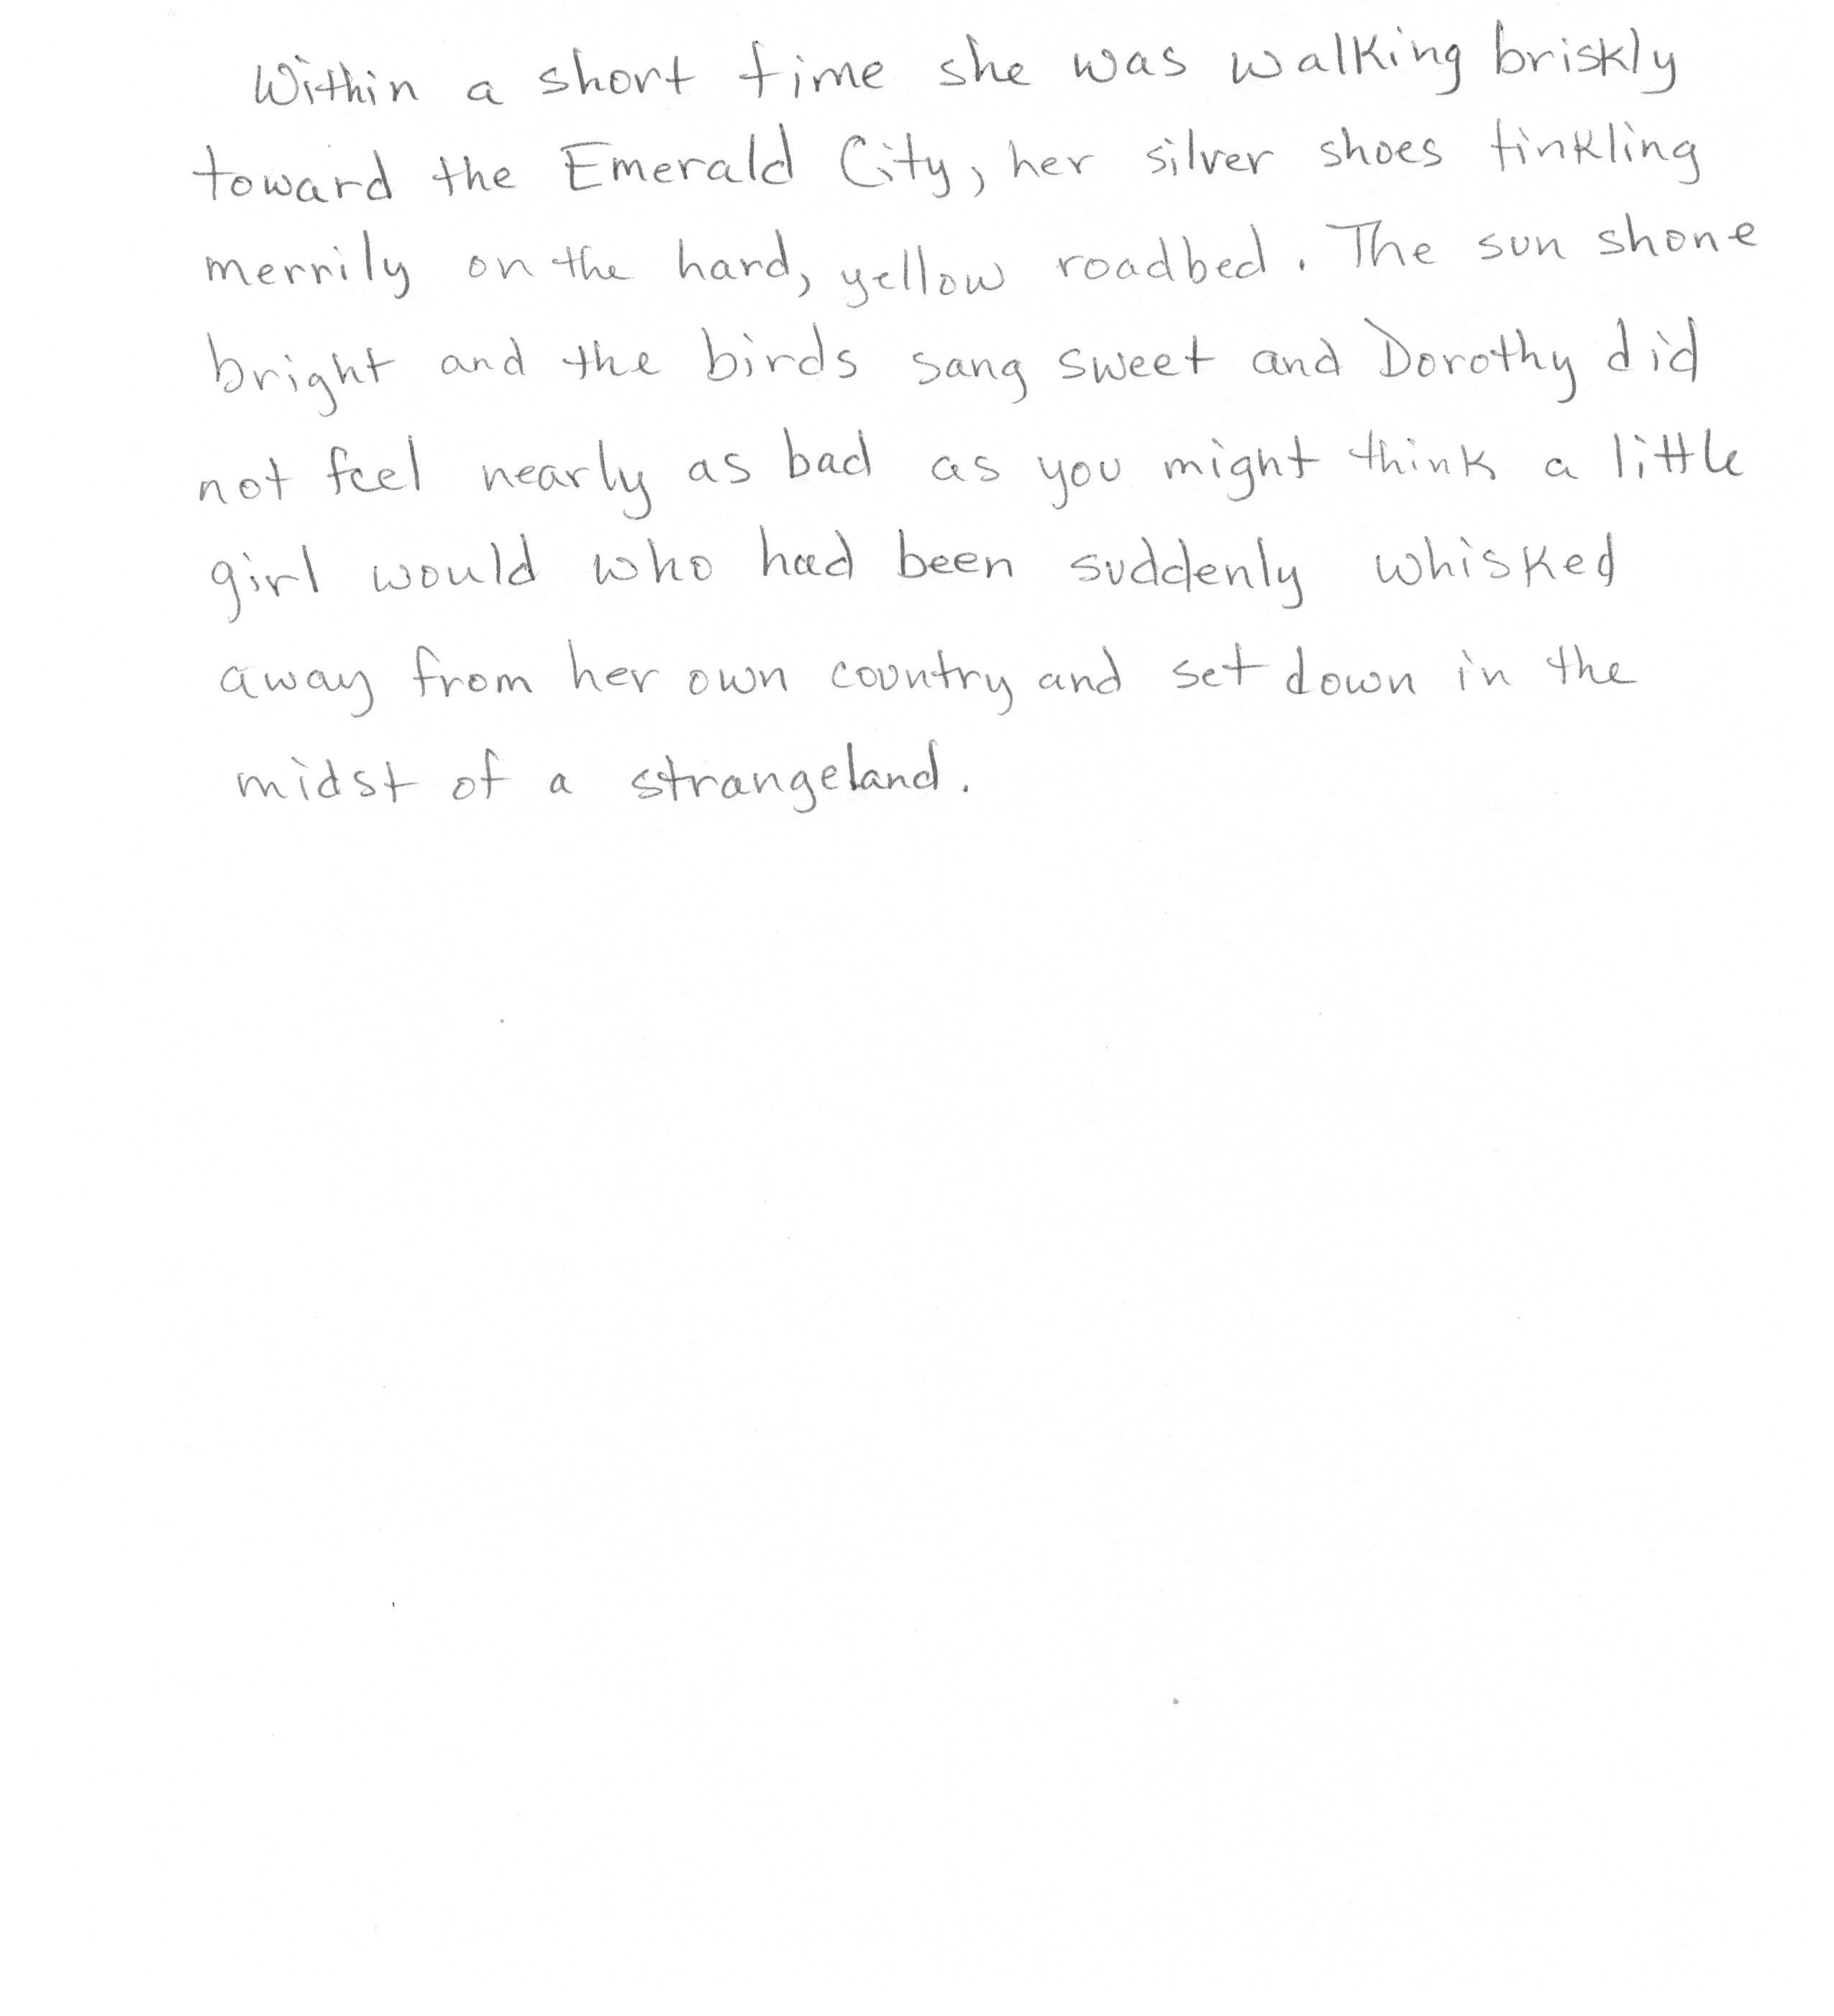 Within a short time she was walking briskly
toward the Emerald City, her silver shoes tinkling
merrily on the hard, yellow roadbed. The sun shone
bright and the birds sang sweet and Dorothy did
not feel nearly as bad as you might think a little
girl would who had been suddenly whisked
away from her own country and set down in the
midst of a strangeland.